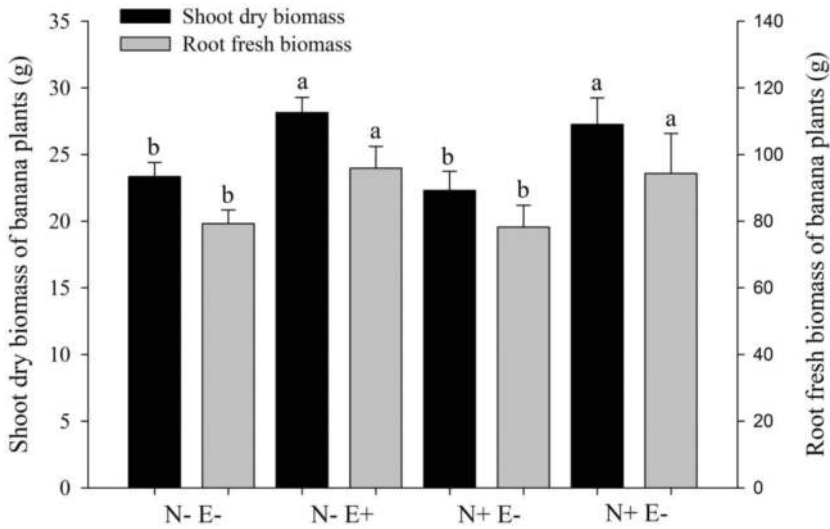 Shoot dry biomass
Root fresh biomass
Shoot dry biomass of banana plants (g)
35
30
25
20
15
10
5
0
b
b
a
a
b
b
a
a
140
120
100
80
60
40
20
0
Root fresh biomass of banana plants (g)
N- E-
N- E+
N+ E-
N+ E-